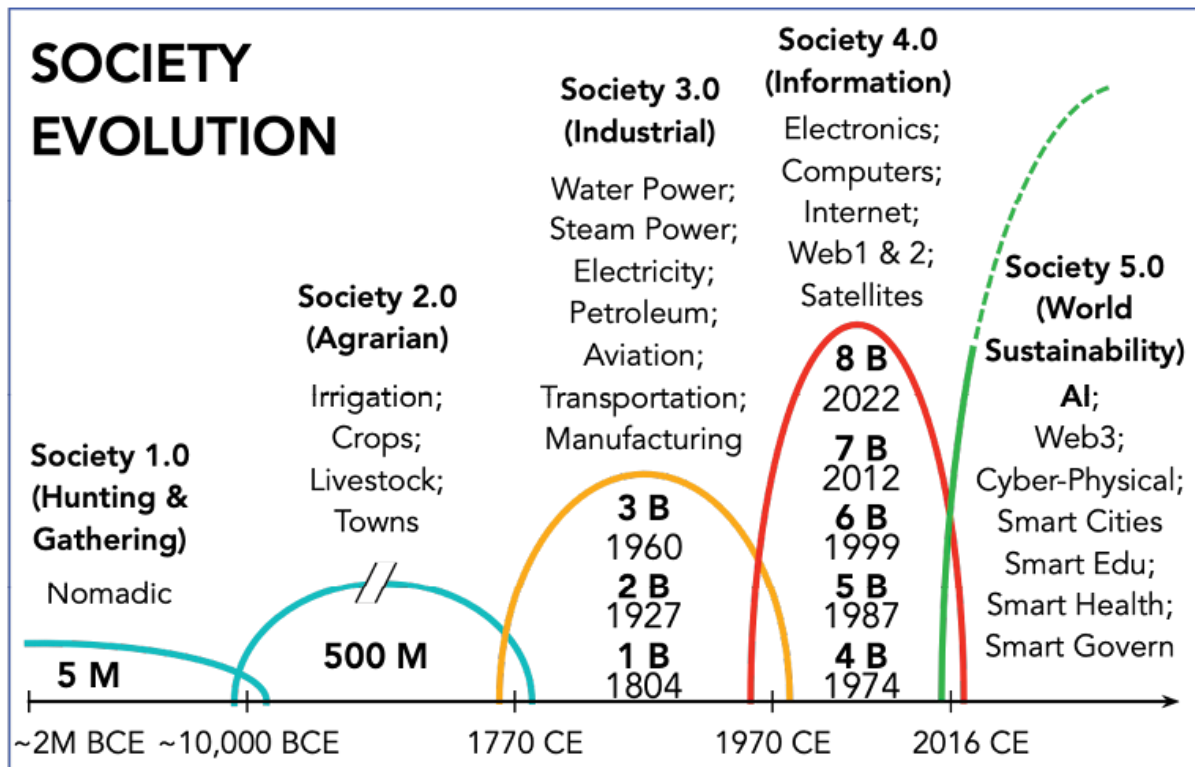 SOCIETY
EVOLUTION
Society 1.0
(Hunting &
Gathering)
Nomadic
5 M
Society 2.0
(Agrarian)
Irrigation;
Crops;
Livestock;
Towns
500 M
Society 3.0
(Industrial)
Water Power;
Steam Power;
Electricity;
Petroleum;
Aviation;
Transportation;
Manufacturing
3 B
1960
2 B
1927
1 B
1804
Society 4.0
(Information)
Electronics;
Computers;
Internet;
Web1 & 2;
Satellites
8 B
2022
7 B
2012
6 B
1999
5 B
1987
4 B
1974
Society 5.0
(World
Sustainability)
AI;
Web3;
Cyber-Physical;
Smart Cities
Smart Edu;
Smart Health;
Smart Govern
~2M BCE
~10,000 BCE
1770 CE
1970 CE
2016 CE